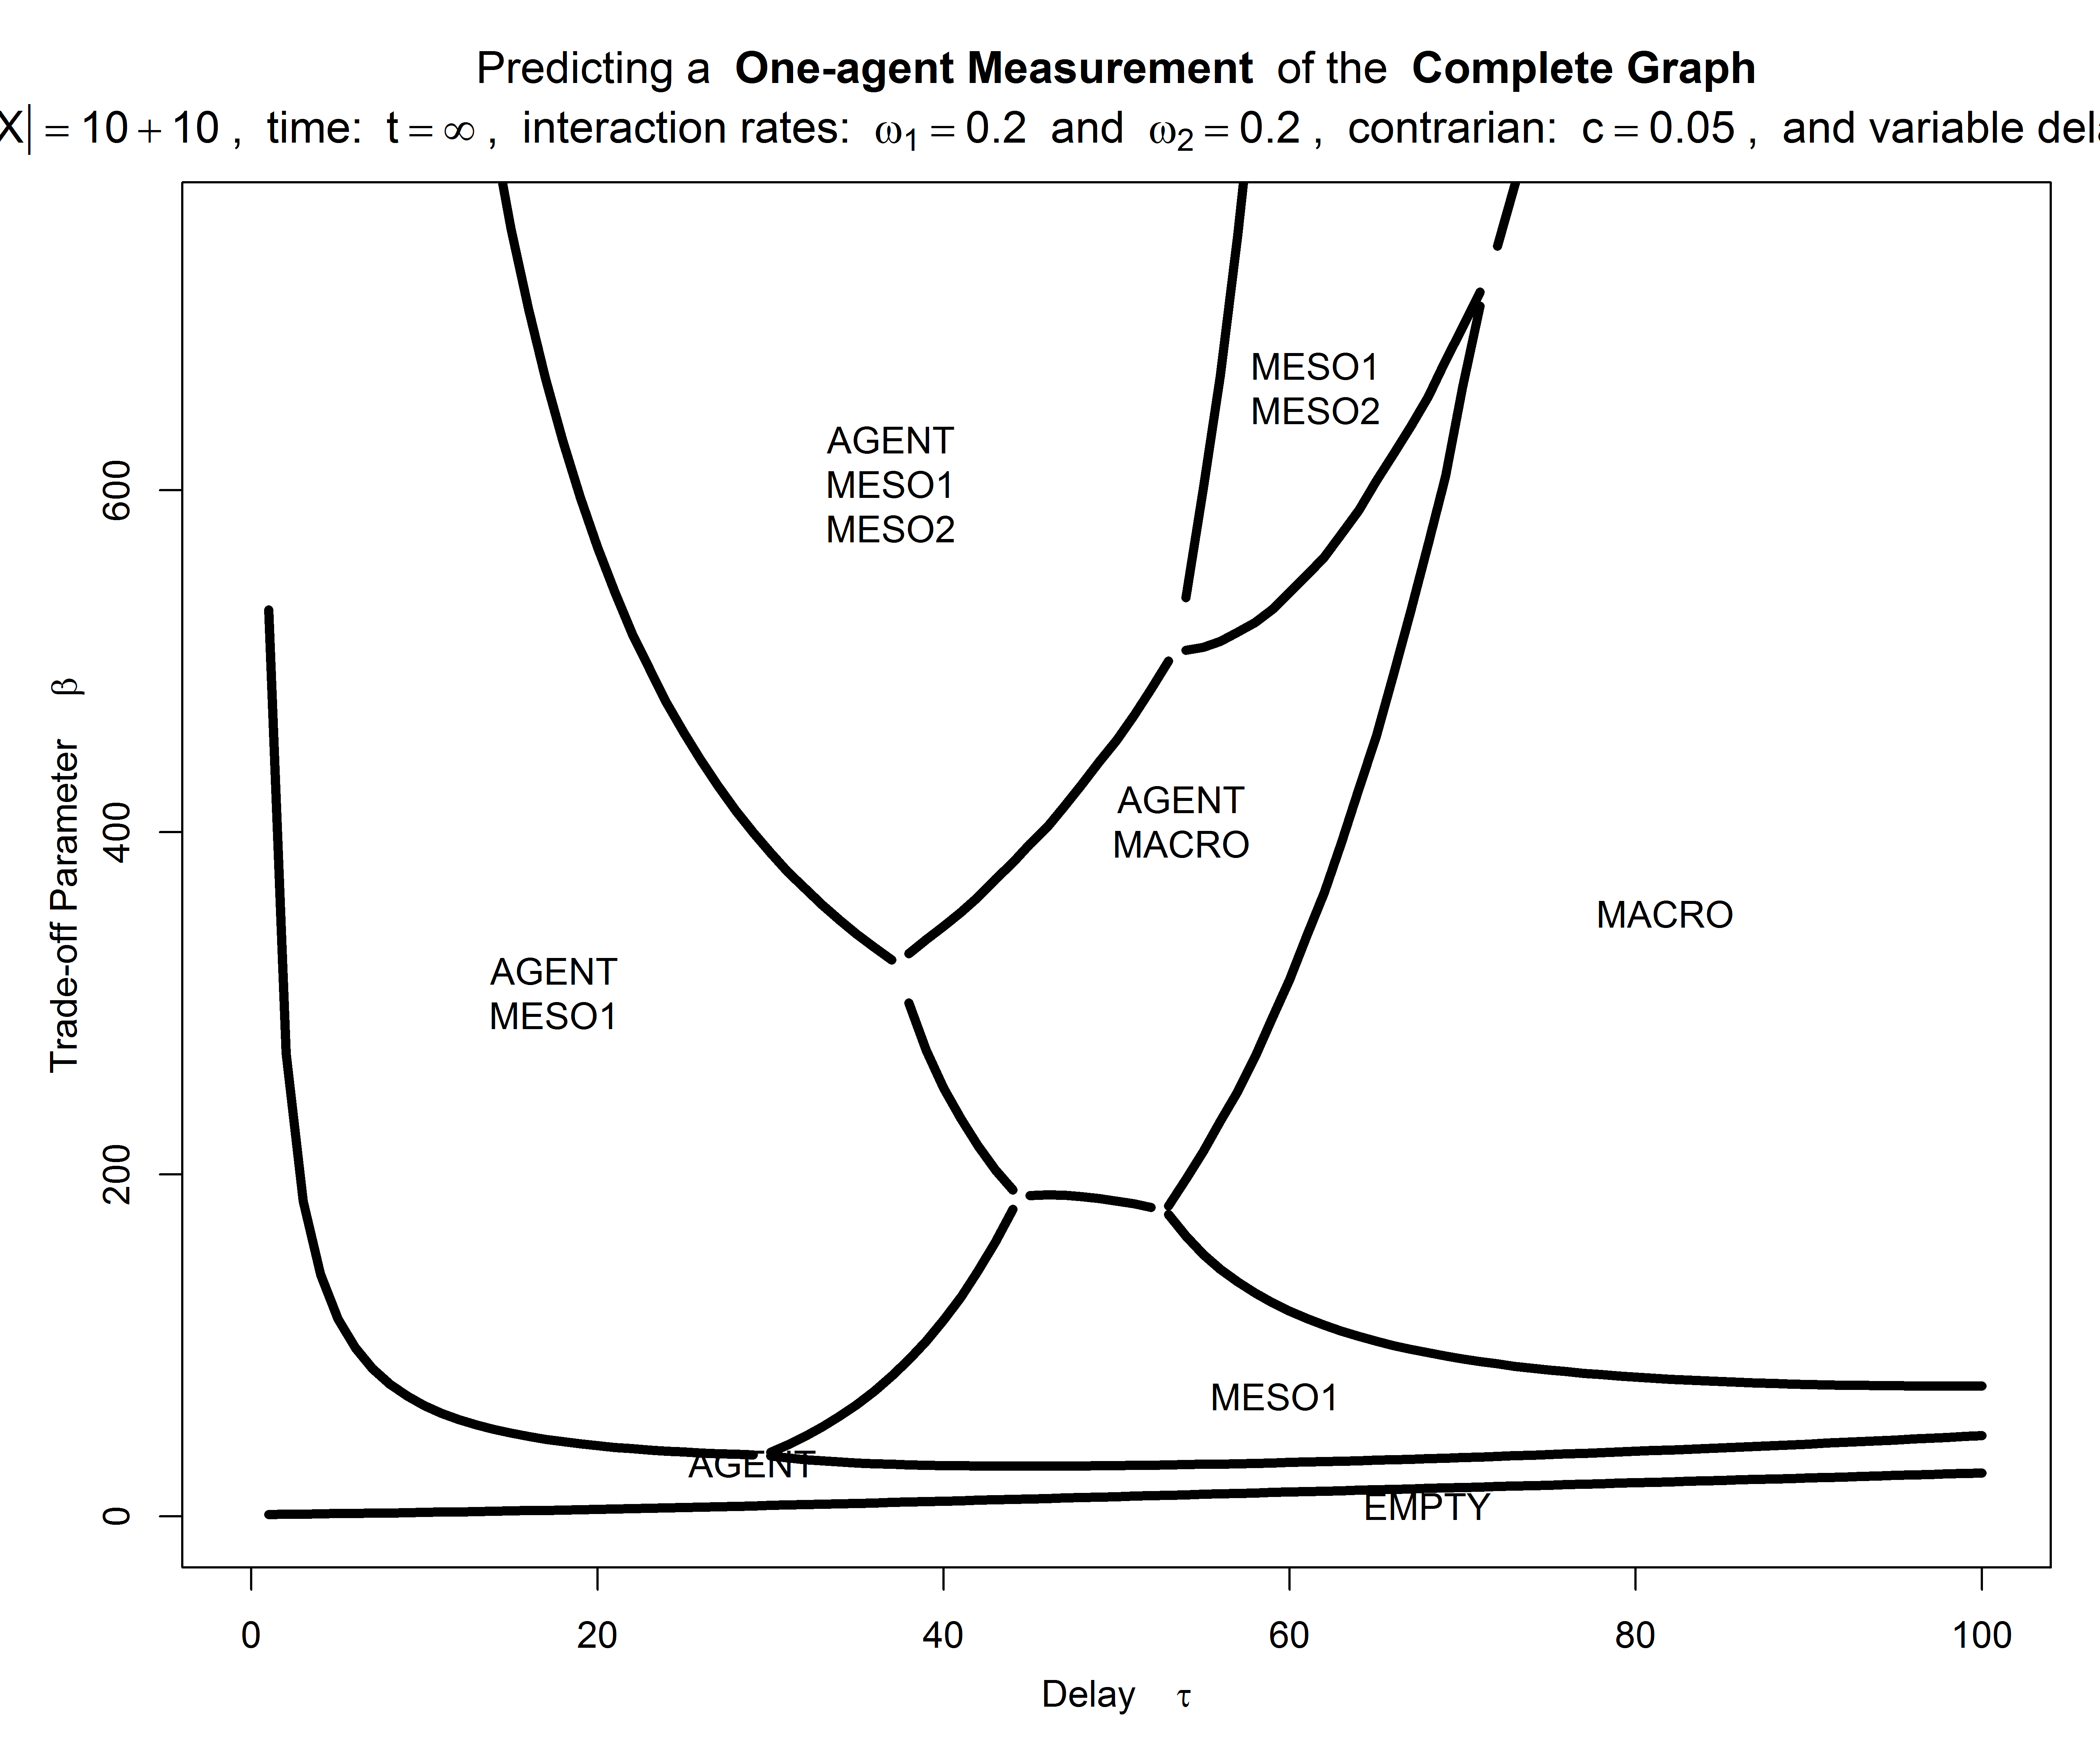 Predicting a One-agent Measurement of the Complete Graph
X| = 10 + 10 , time: t = ∞ , interaction rates: ω1 = 0.2 and ω2 = 0.2 , contrarian: c = 0.05 , and variable dela
MESO1
MESO2
AGENT
MESO1
MESO2
AGENT
MACRO
MACRO
AGENT
MESO1
MESO1
AGENT
EMPTY
Trade-off Parameter β
600
400
200
0
0 20 40 60 80 100
Delay τ